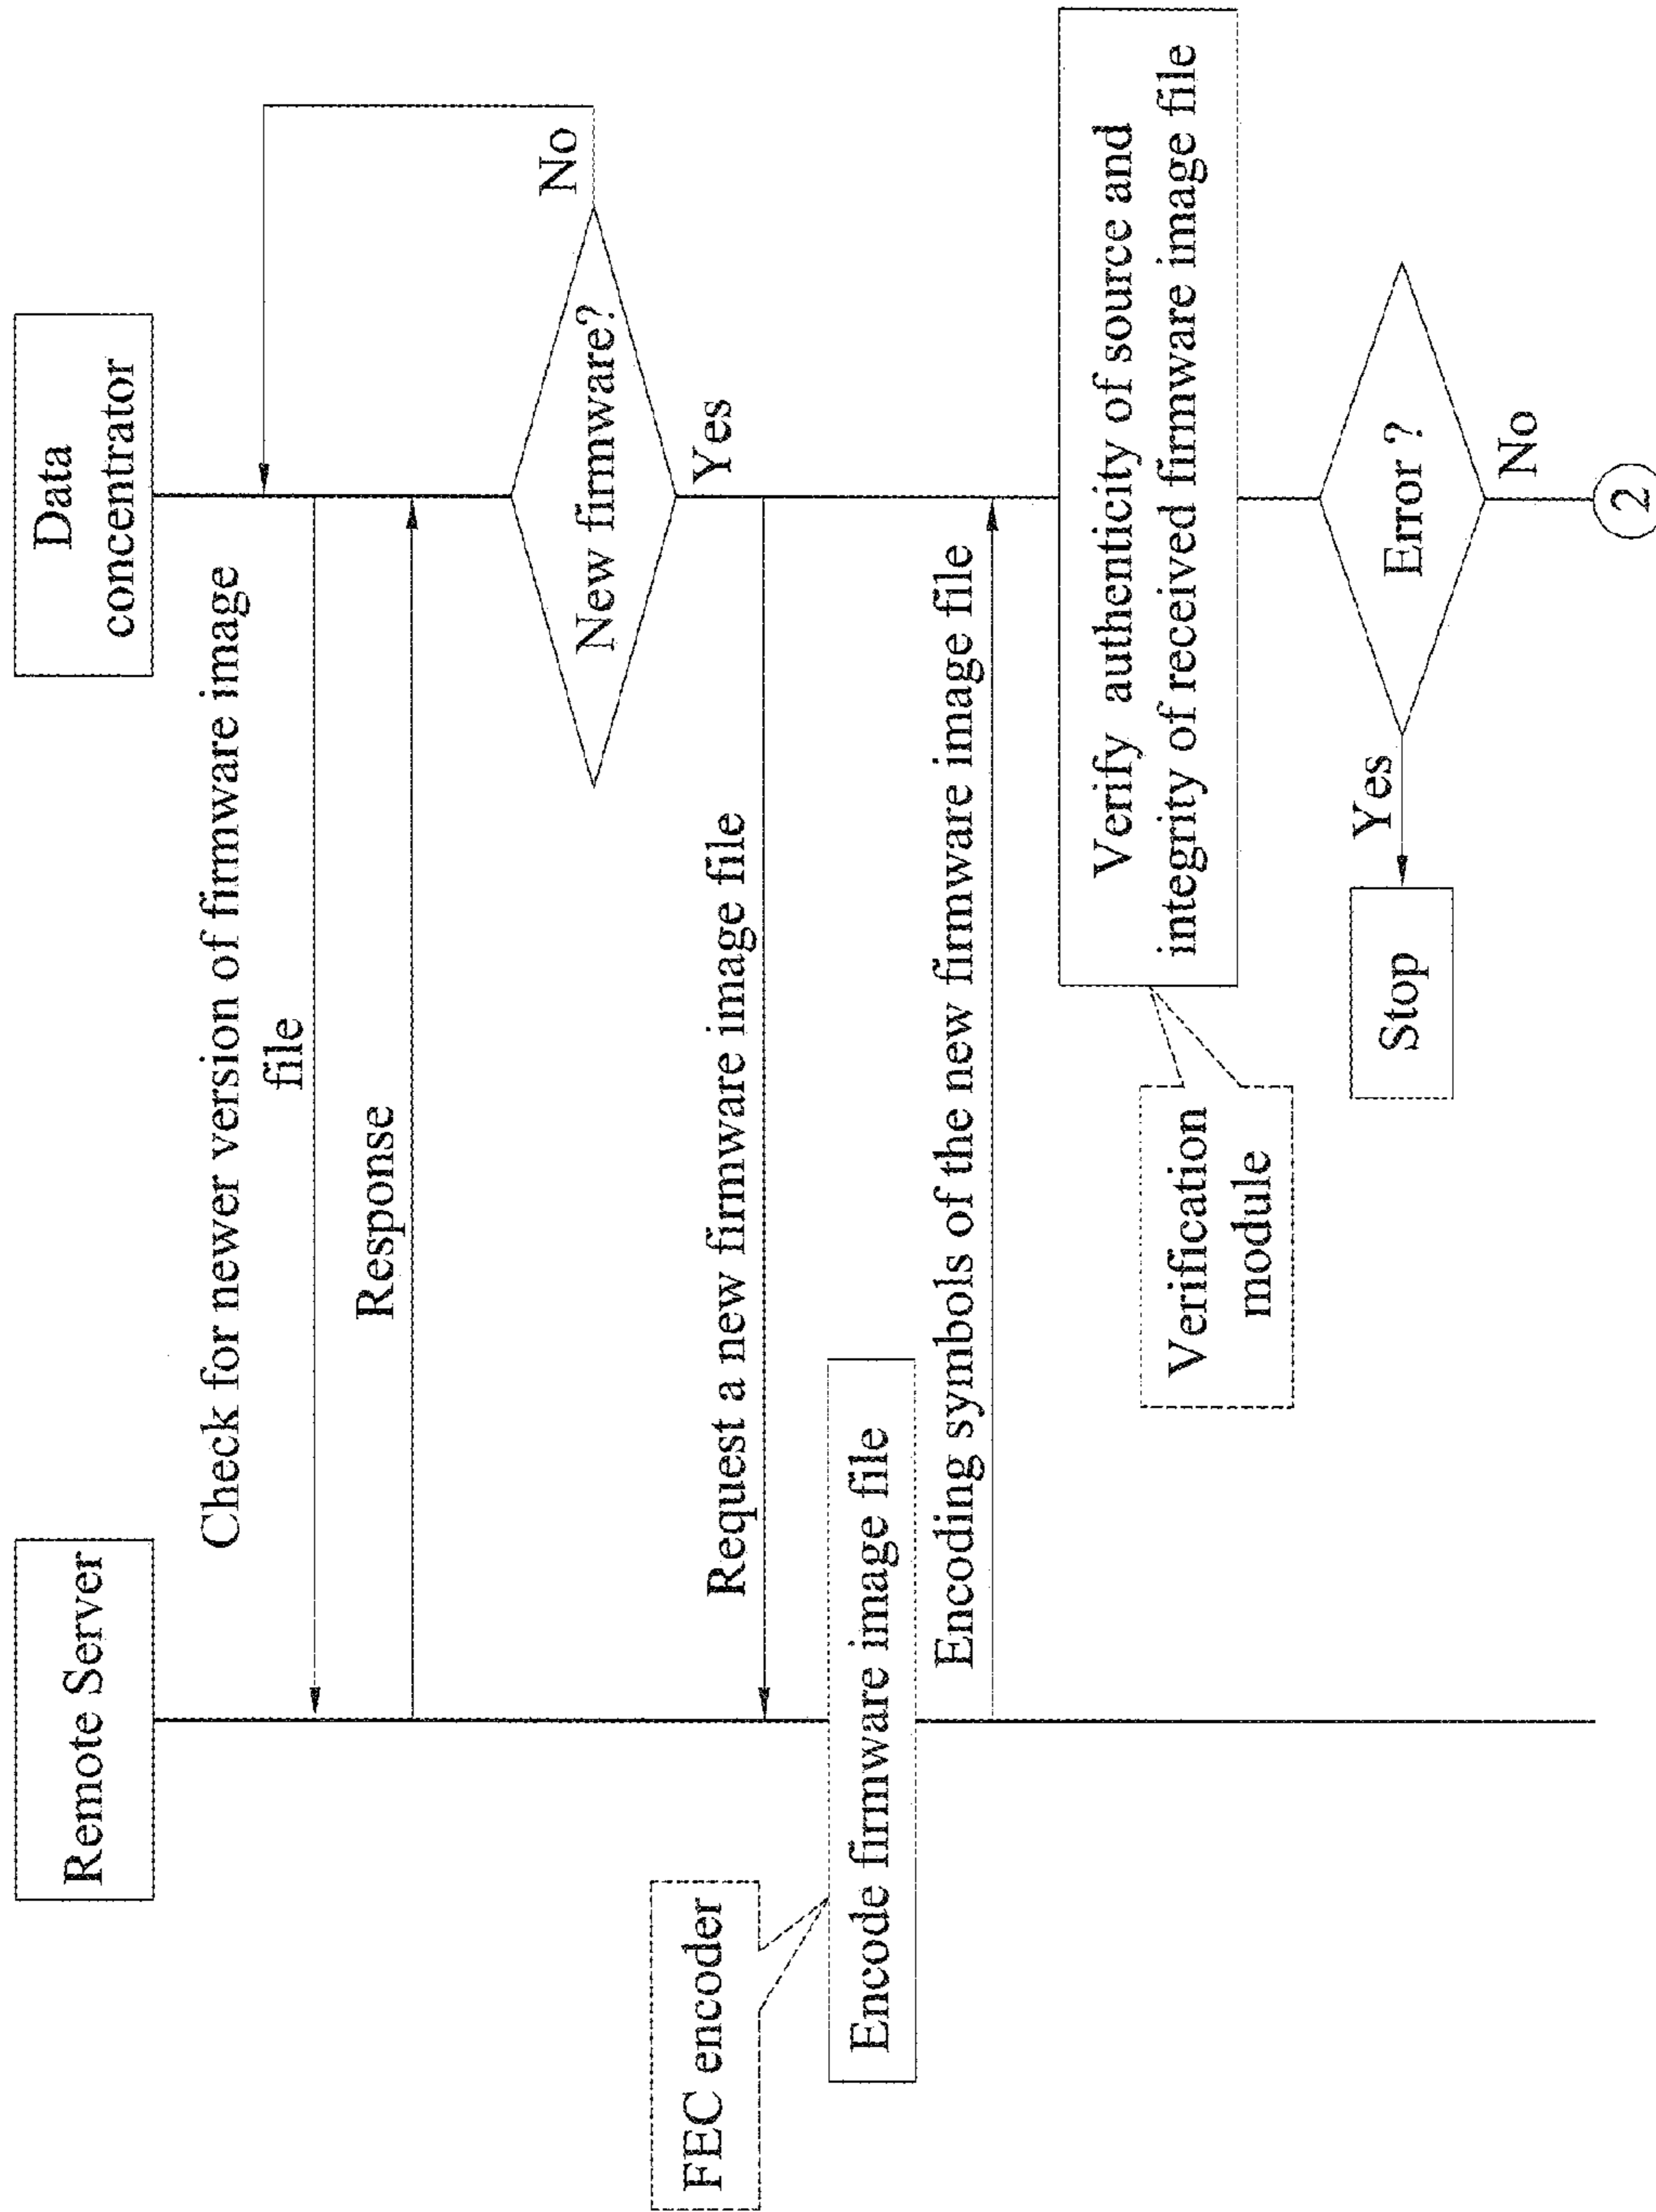 Remote Server
Data
concentrator
Check for newer version of firmware image
file
Response
New firmware?
No
Yes
Request a new firmware image file
FEC encoder
Encode firmware image file
Encoding symbols of the new firmware image file
Verify authenticity of source and
integrity of received firmware image file
Verification
module
Error ?
Yes
Stop
No
2